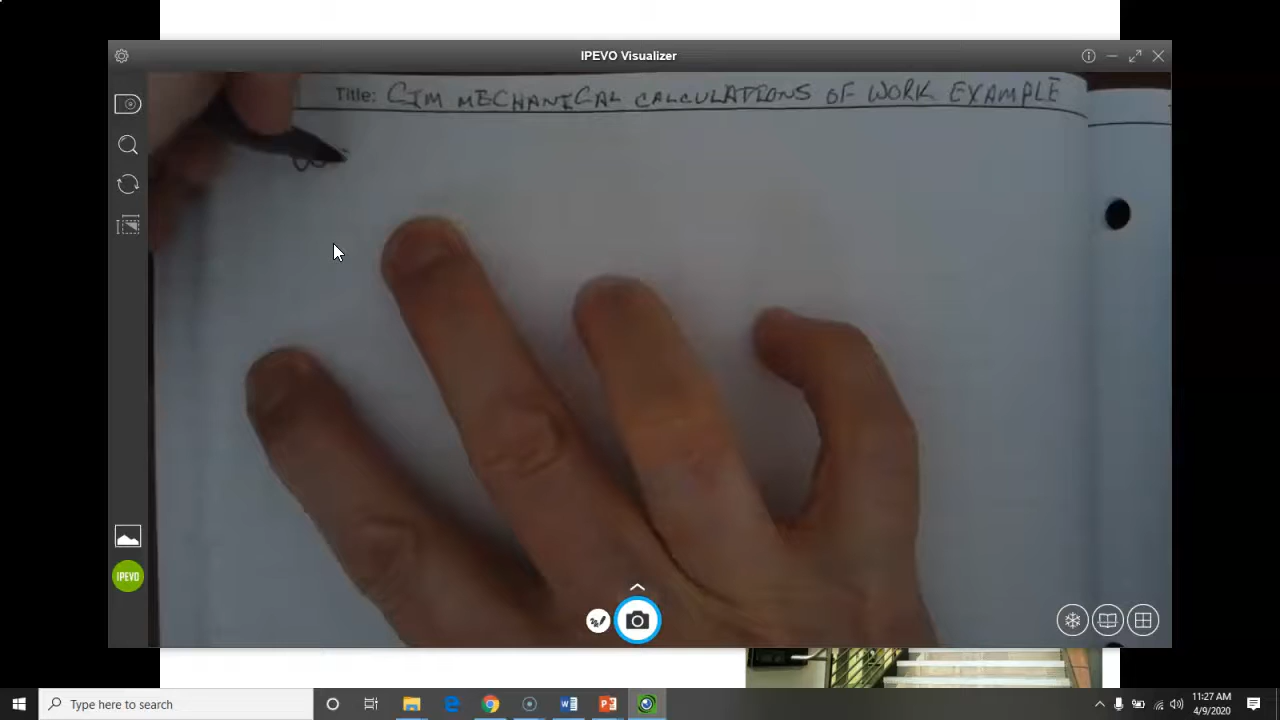 IPEVO Visualizer
Title: CIM MECHANICAL CALCULATIONS OF WORK EXAMPLE
IPEVO
Type here to search
11:27 AM
4/9/2020